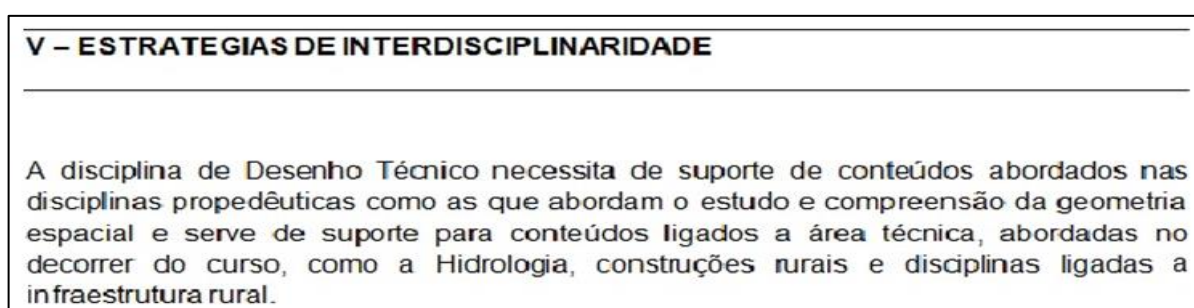 V – ESTRATEGIAS DE INTERDISCIPLINARIDADE
A disciplina de Desenho Técnico necessita de suporte de conteúdos abordados nas
disciplinas propedêuticas como as que abordam o estudo e compreensão da geometria
espacial e serve de suporte para conteúdos ligados a área técnica, abordadas no
decorrer do curso, como a Hidrologia, construções rurais e disciplinas ligadas a
infraestrutura rural.